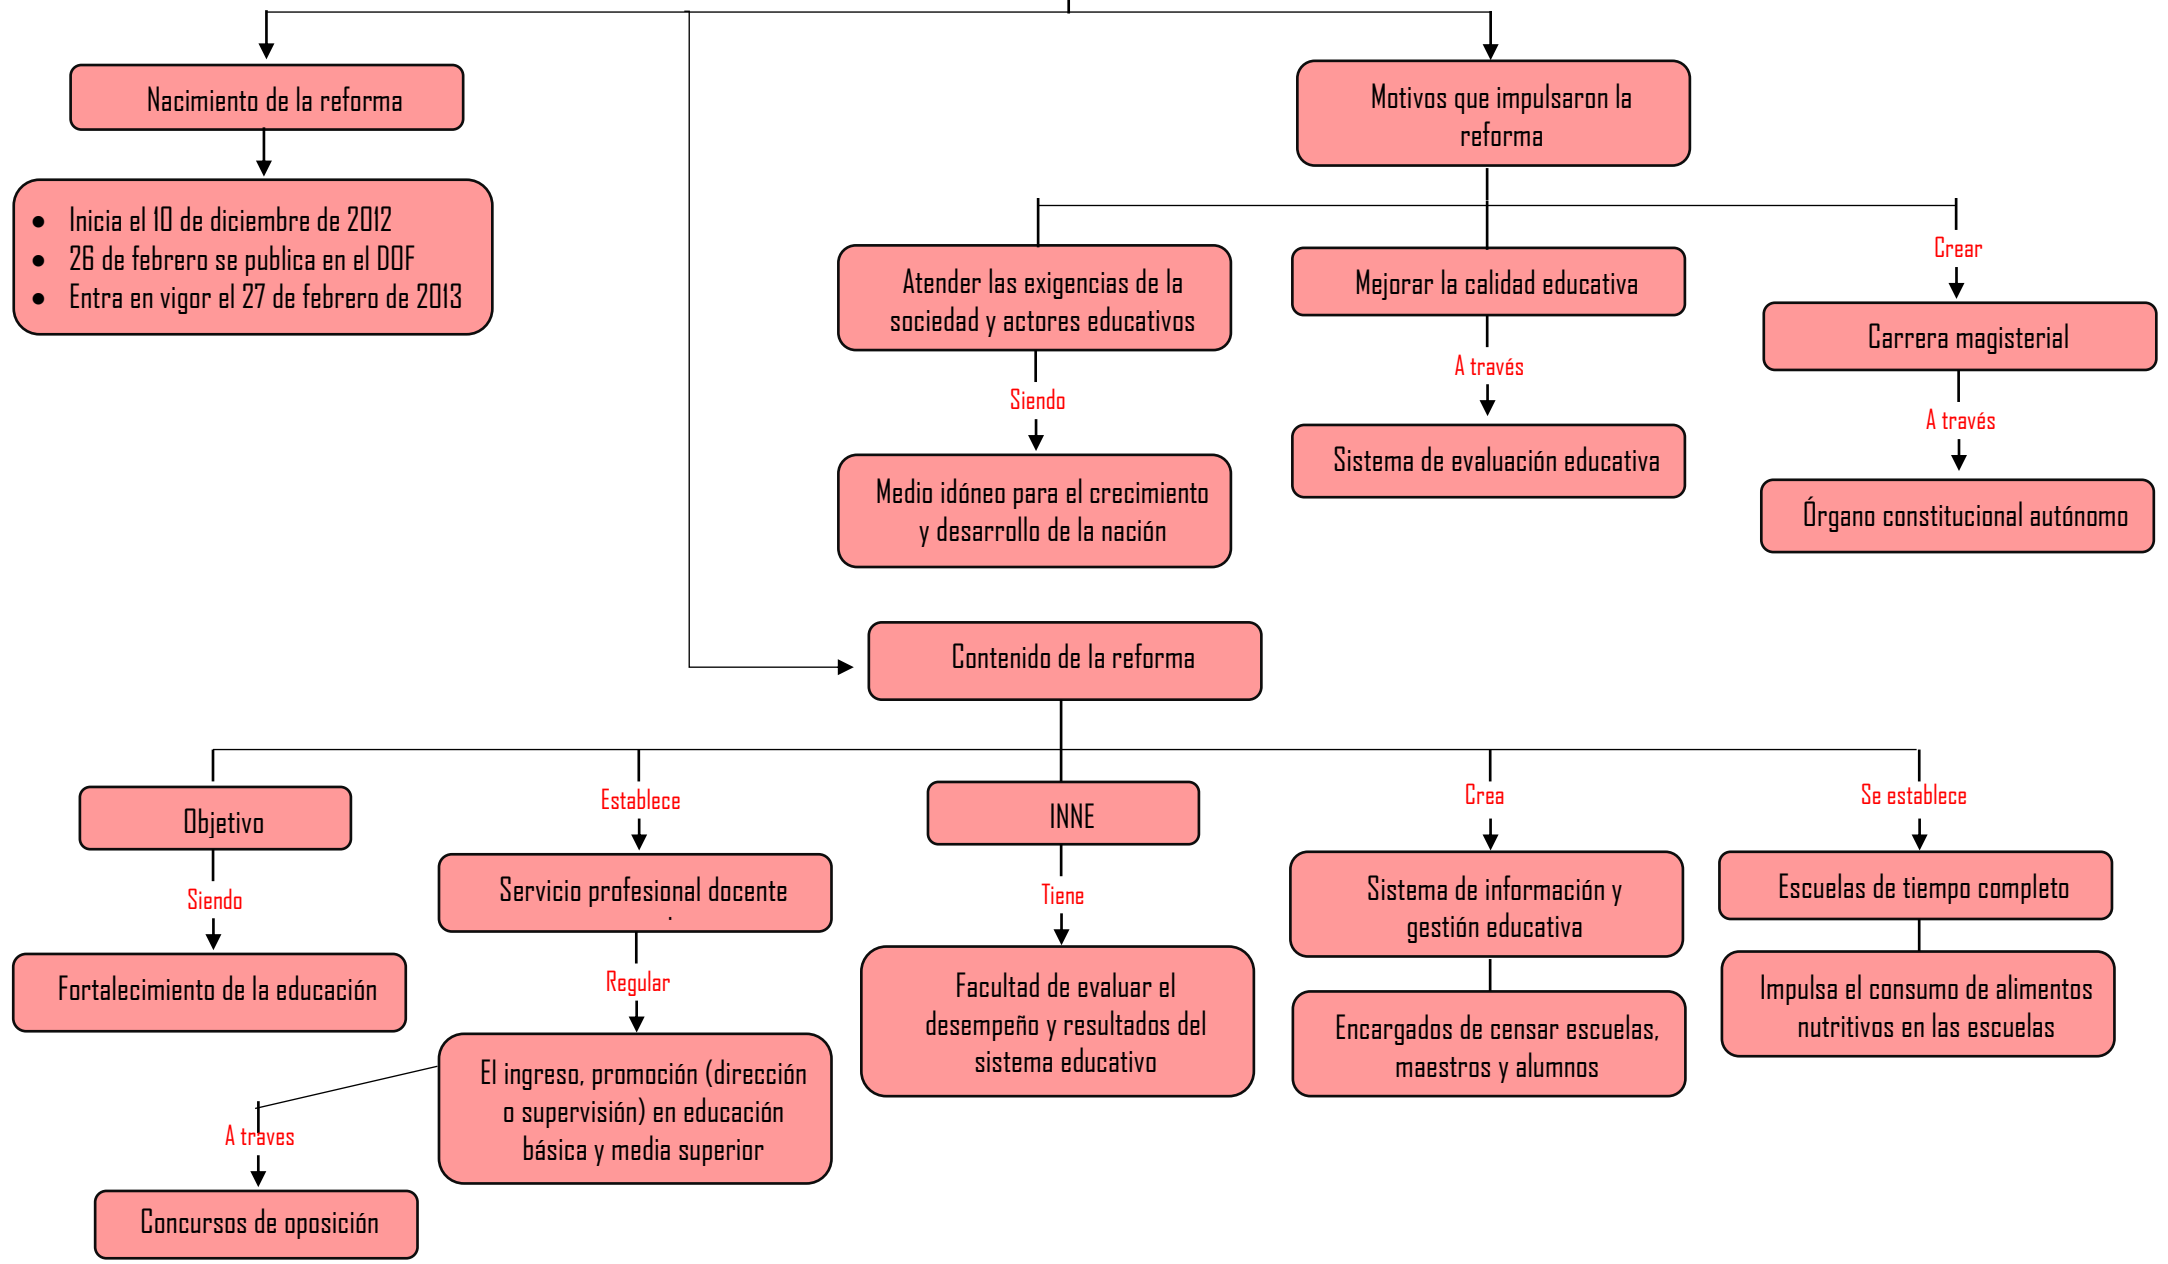 Nacimiento de la reforma
• Inicia el 10 de diciembre de 2012
• 26 de febrero se publica en el DOF
• Entra en vigor el 27 de febrero de 2013
Motivos que impulsaron la
reforma
Atender las exigencias de la
sociedad y actores educativos
Siendo
Medio idóneo para el crecimiento
y desarrollo de la nación
Mejorar la calidad educativa
A través
Sistema de evaluación educativa
Crear
Carrera magisterial
A través
Órgano constitucional autónomo
Contenido de la reforma
Objetivo
Siendo
Fortalecimiento de la educación
Establece
Servicio profesional docente
Regular
El ingreso, promoción (dirección
o supervisión) en educación
básica y media superior
A traves
Concursos de oposición
INNE
Tiene
Facultad de evaluar el
desempeño y resultados del
sistema educativo
Crea
Sistema de información y
gestión educativa
Encargados de censar escuelas,
maestros y alumnos
Se establece
Escuelas de tiempo completo
Impulsa el consumo de alimentos
nutritivos en las escuelas